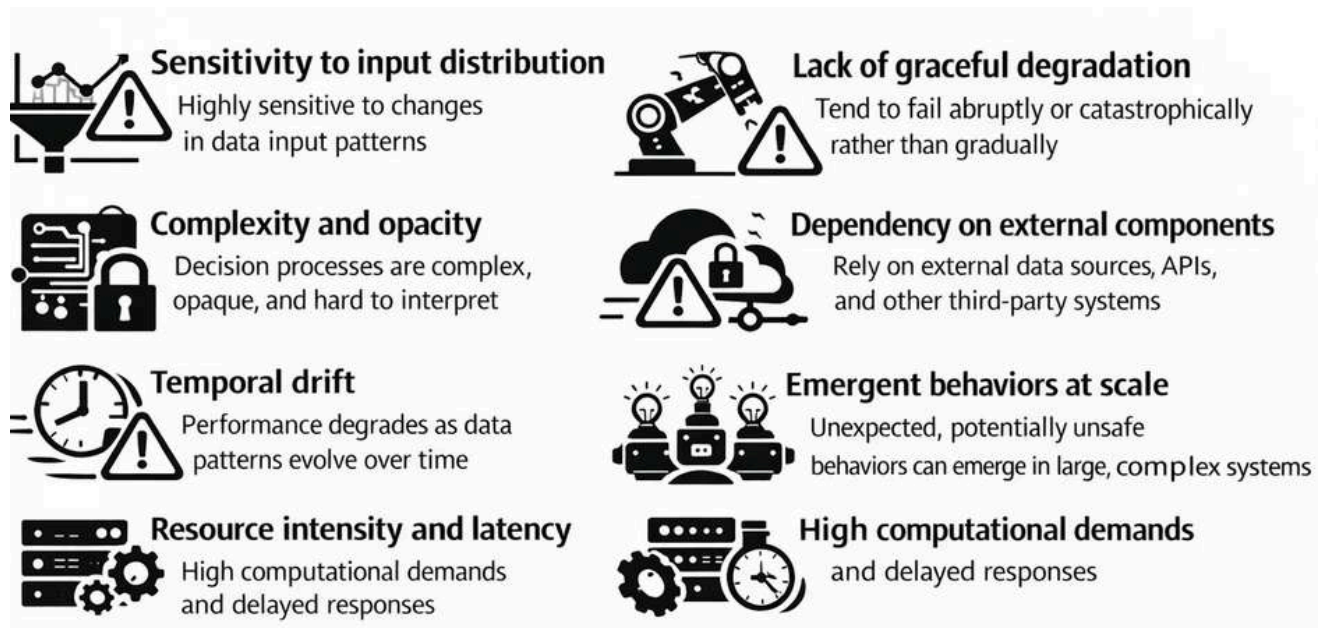 Sensitivity to input distribution
Highly sensitive to changes
in data input patterns
Lack of graceful degradation
Tend to fail abruptly or catastrophically
rather than gradually
Complexity and opacity
Decision processes are complex,
opaque, and hard to interpret
Dependency on external components
Rely on external data sources, APIs,
and other third-party systems
Temporal drift
Performance degrades as data
patterns evolve over time
Emergent behaviors at scale
Unexpected, potentially unsafe
behaviors can emerge in large, complex systems
Resource intensity and latency
High computational demands
and delayed responses
High computational demands
and delayed responses